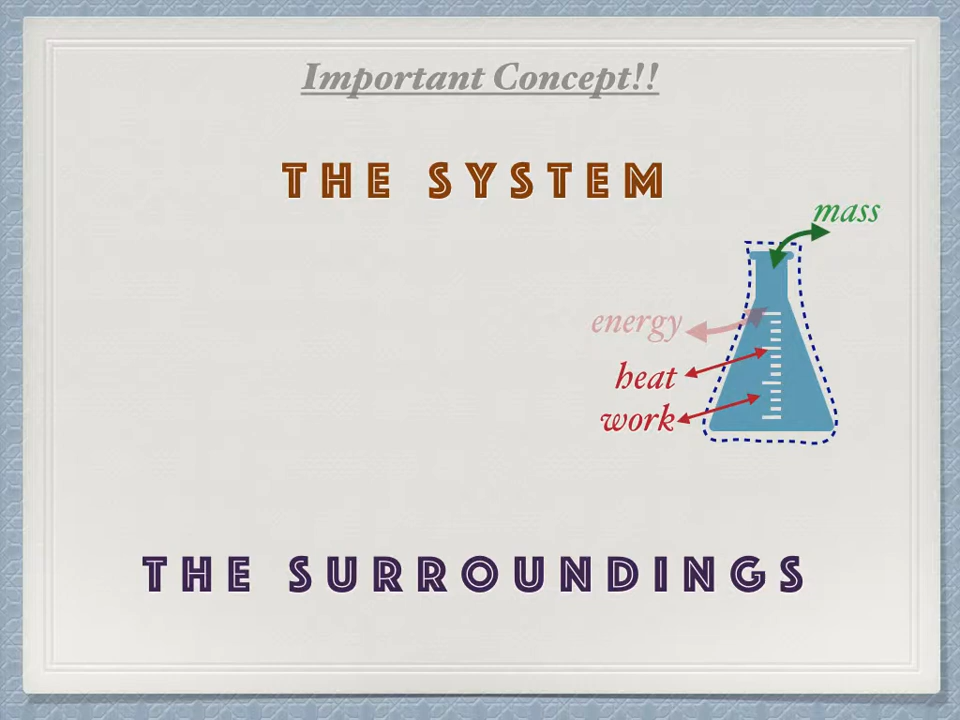 Important Concept!!
THE SYSTEM
mass
energy
heat
work
THE SURROUNDINGS